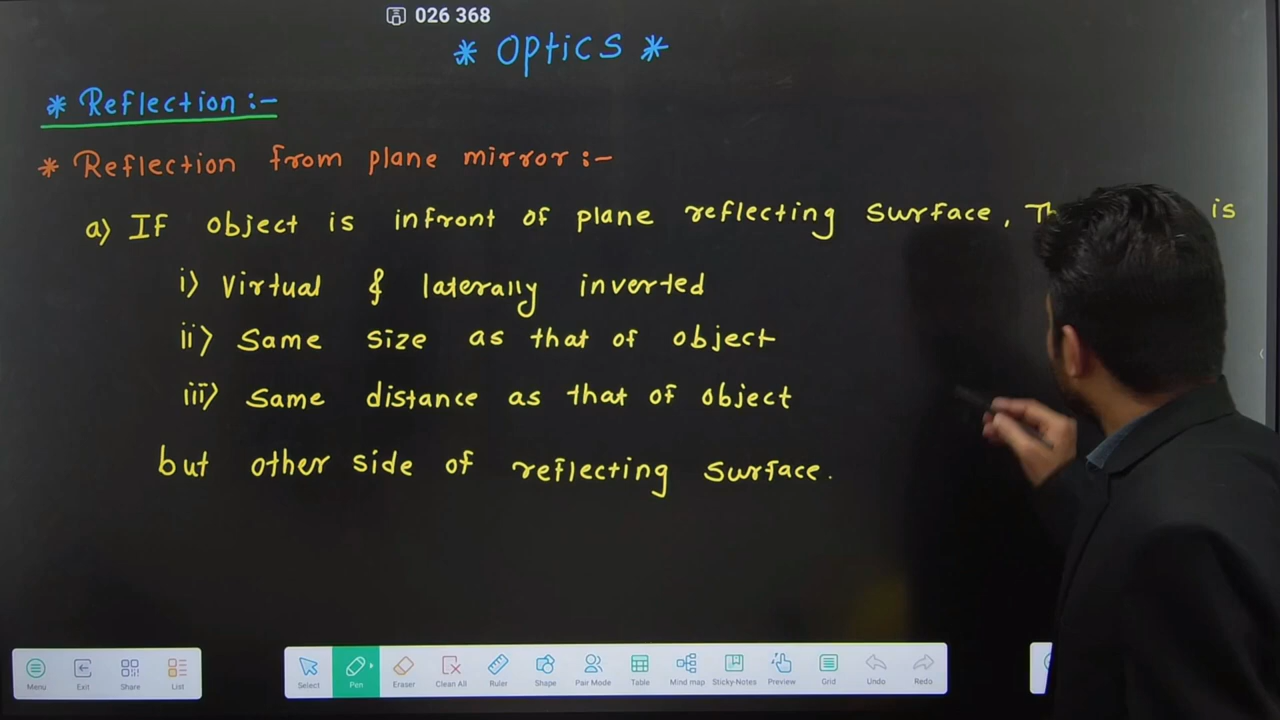 026 368
* Optics *
* Reflection :-
* Reflection from plane mirror :-
a) If object is infront of plane reflecting surface, is
i) Virtual & laterally inverted
ii) Same size as that of object
iii) Same distance as that of object
but other side of reflecting surface.
Menu Exit Share List Select Pen Eraser Clean All Ruler Shape Pair Mode Table Mind map Sticky-Notes Preview Grid Undo Redo